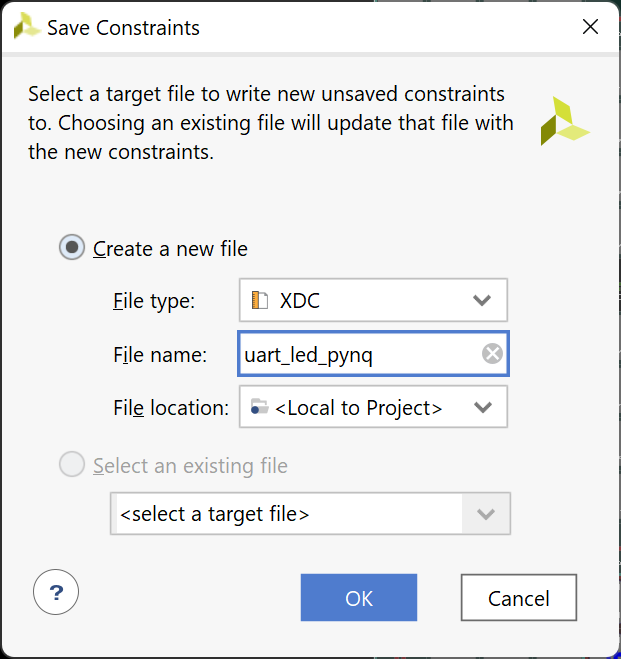 Save Constraints
Select a target file to write new unsaved constraints
to. Choosing an existing file will update that file with
the new constraints.
Create a new file
File type: XDC
File name: uart_led_pynq
File location: <Local to Project>
Select an existing file
<select a target file>
? OK Cancel